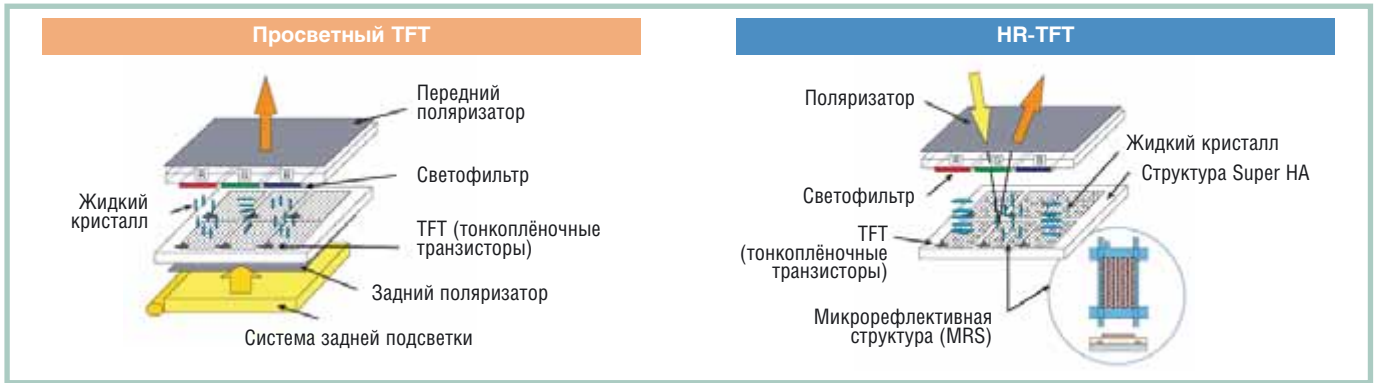 Просветный TFT
Передний
поляризатор
Светофильтр
Жидкий
кристалл
TFT (тонкоплёночные
транзисторы)
Задний поляризатор
Система задней подсветки
HR-TFT
Поляризатор
Жидкий кристалл
Структура Super HA
Светофильтр
TFT
(тонкоплёночные
транзисторы)
Микрорефлективная
структура (MRS)